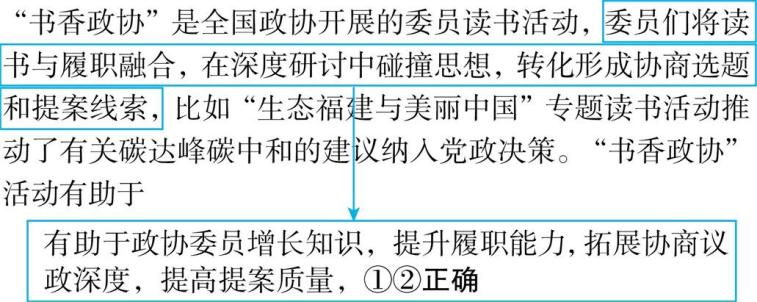 “书香政协”是全国政协开展的委员读书活动，委员们将读
书与履职融合，在深度研讨中碰撞思想，转化形成协商选题
和提案线索，比如“生态福建与美丽中国”专题读书活动推
动了有关碳达峰碳中和的建议纳入党政决策。“书香政协”
活动有助于
有助于政协委员增长知识，提升履职能力，拓展协商议
政深度，提高提案质量，①②正确